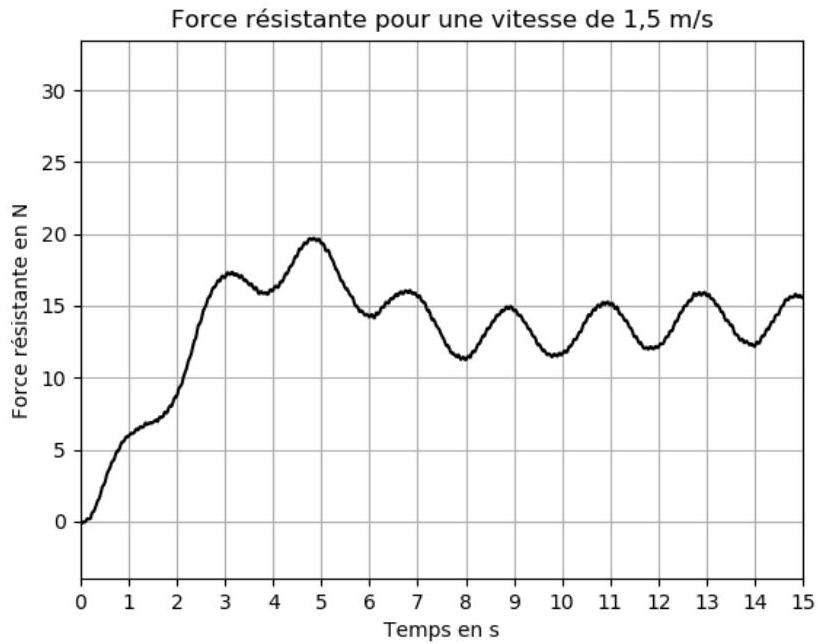 Force résistante pour une vitesse de 1,5 m/s
Force résistante en N
30
25
20
15
10
5
0
0 1 2 3 4 5 6 7 8 9 10 11 12 13 14 15
Temps en s